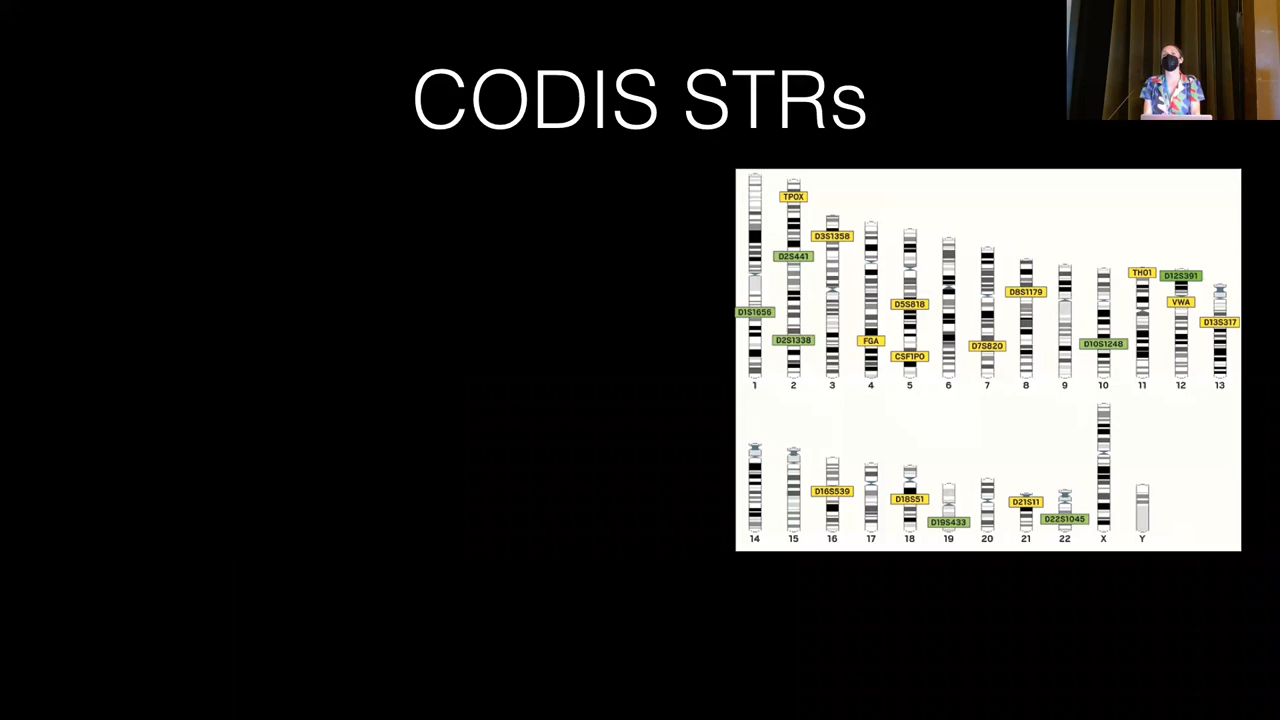 CODIS STRs
TPOX
D3S1358
D2S441
D8S1179
TH01
D12S391
D5S818
VWA
D1S1656
D13S317
D2S1338
FGA
D7S820
D10S1248
CSF1PO
1 2 3 4 5 6 7 8 9 10 11 12 13
D16S539
D18S51
D21S11
D19S433
D22S1045
14 15 16 17 18 19 20 21 22 X Y